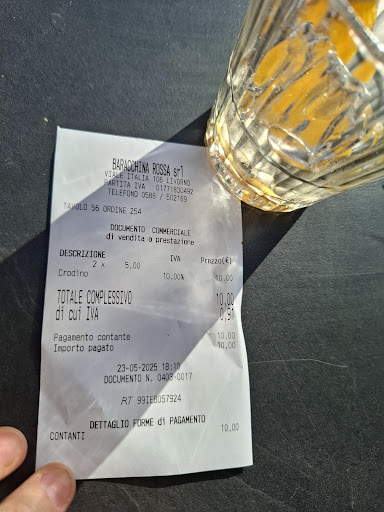 BARACCHINA ROSSA srl
VIALE ITALIA 106 LIVORNO
PARTITA IVA 01771830492
TELEFONO 0586 / 502169
TAVOLO 56 ORDINE 254
DOCUMENTO COMMERCIALE
di vendita o prestazione
DESCRIZIONE IVA Prezzo(€)
2 x 5,00
Crodino 10,00% 10,00
TOTALE COMPLESSIVO 10,00
di cui IVA 0,91
Pagamento contante 10,00
Importo pagato 10,00
23-05-2025 18:10
DOCUMENTO N. 0403-0017
RT 99IEB057924
DETTAGLIO FORME di PAGAMENTO
CONTANTI 10,00